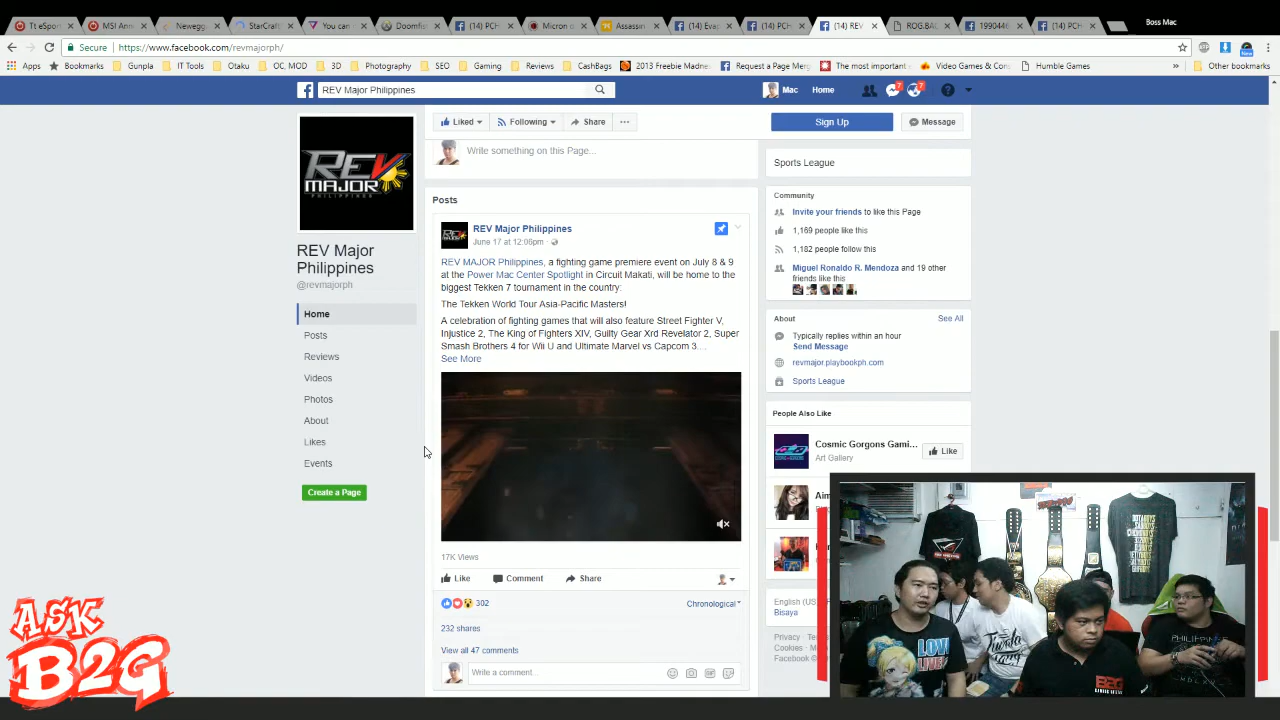 Boss Mac
Tt eSport
MSI Anno
Newegg.
StarCraft
You can
Doomfist
(14) PCH
Micron o
Assassin
(14) Evap
(14) PCH
(14) REV
ROG.BAC
1990446
(14) PCH
Secure
https://www.facebook.com/revmajorph/
Apps
Bookmarks
Gunpla
IT Tools
Otaku
OC, MOD
3D
Photography
SEO
Gaming
Reviews
CashBags
2013 Freebie Madnes
Request a Page Merg
The most important
Video Games & Cons
Humble Games
»
Other bookmarks
REV Major Philippines
Mac
Home
7
7
Liked
Following
Share
...
Sign Up
Message
Write something on this Page...
REV
MAJOR
PHILIPPINES
REV Major
Philippines
@revmajorph
Home
Posts
Reviews
Videos
Photos
About
Likes
Events
Create a Page
Posts
REV Major Philippines
June 17 at 12:06pm
REV MAJOR Philippines, a fighting game premiere event on July 8 & 9
at the Power Mac Center Spotlight in Circuit Makati, will be home to the
biggest Tekken 7 tournament in the country:
The Tekken World Tour Asia-Pacific Masters!
A celebration of fighting games that will also feature Street Fighter V,
Injustice 2, The King of Fighters XIV, Guilty Gear Xrd Revelator 2, Super
Smash Brothers 4 for Wii U and Ultimate Marvel vs Capcom 3...
See More
17K Views
Like
Comment
Share
302
Chronological
232 shares
View all 47 comments
Write a comment...
Sports League
Community
Invite your friends to like this Page
1,169 people like this
1,182 people follow this
Miguel Ronaldo R. Mendoza and 19 other
friends like this
About
See All
Typically replies within an hour
Send Message
revmajor.playbookph.com
Sports League
People Also Like
Cosmic Gorgons Gami...
Art Gallery
Like
English (US)
Bisaya
Privacy
Cookies
Facebook ©
ASK
B2G
I
LOVE
B2G
PHILIPPINES